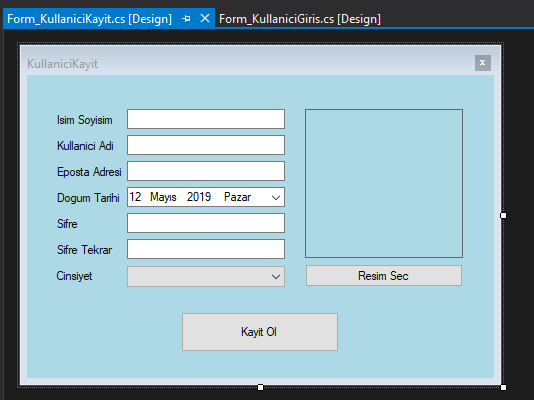 Form_KullaniciKayit.cs [Design] Form_KullaniciGiris.cs [Design]
KullaniciKayit x
Isim Soyisim
Kullanici Adi
Eposta Adresi
Dogum Tarihi 12 Mayıs 2019 Pazar
Sifre
Sifre Tekrar
Cinsiyet Resim Sec
Kayit Ol